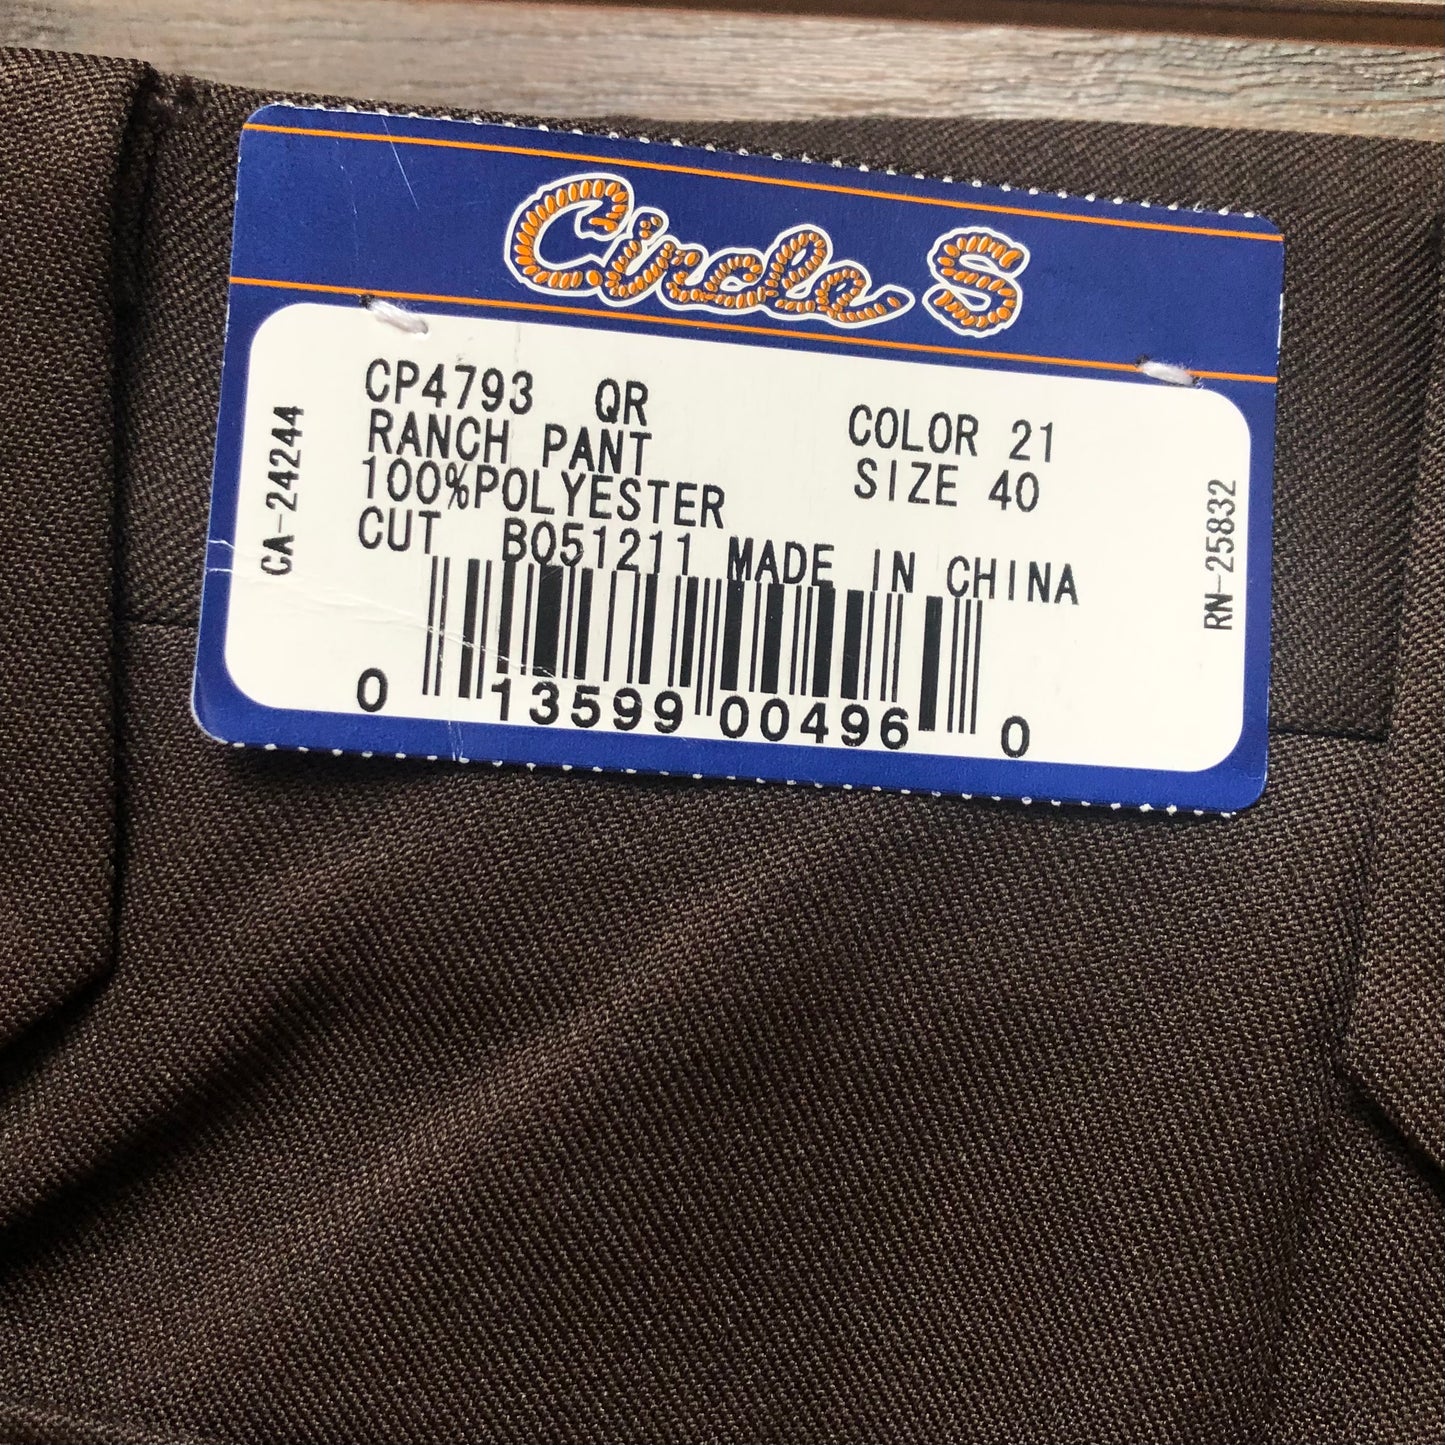 Circle S
CP4793 QR
RANCH PANT
100%POLYESTER
CUT B051211 MADE IN CHINA
COLOR 21
SIZE 40
CA-24244
RN-25832
0 13599 00496 0